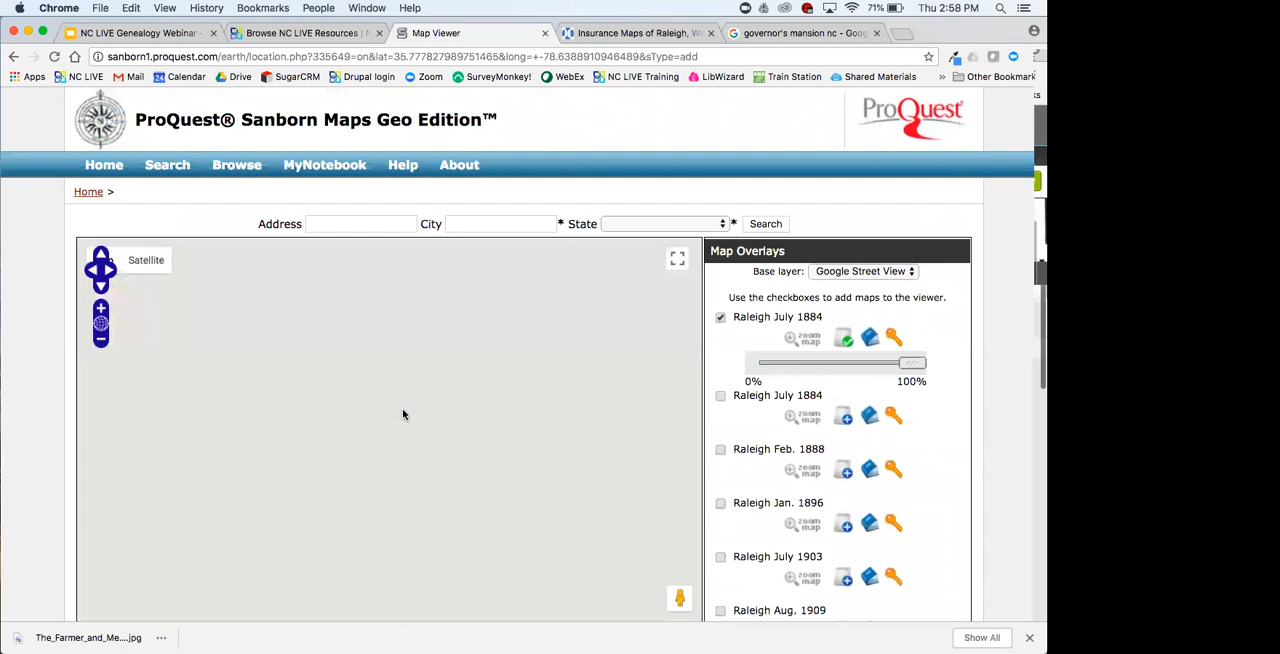 Chrome File Edit View History Bookmarks People Window Help 71% Thu 2:58 PM
NC LIVE Genealogy Webinar - × Browse NC LIVE Resources | N × Map Viewer × Insurance Maps of Raleigh, Wa × governor's mansion nc - Goog ×
sanborn1.proquest.com/earth/location.php?335649=on&lat=35.777827989751465&long=+-78.6388910946489&sType=add
Apps NC LIVE Mail Calendar Drive SugarCRM Drupal login Zoom SurveyMonkey! WebEx NC LIVE Training LibWizard Train Station Shared Materials » Other Bookmark
ProQuest® Sanborn Maps Geo Edition™
ProQuest
Home Search Browse MyNotebook Help About
Home >
Address City * State * Search
Satellite
Map Overlays
Base layer: Google Street View
Use the checkboxes to add maps to the viewer.
Raleigh July 1884
zoom map
0% 100%
Raleigh July 1884
zoom map
Raleigh Feb. 1888
zoom map
Raleigh Jan. 1896
zoom map
Raleigh July 1903
zoom map
Raleigh Aug. 1909
The_Farmer_and_Me....jpg ... Show All ×